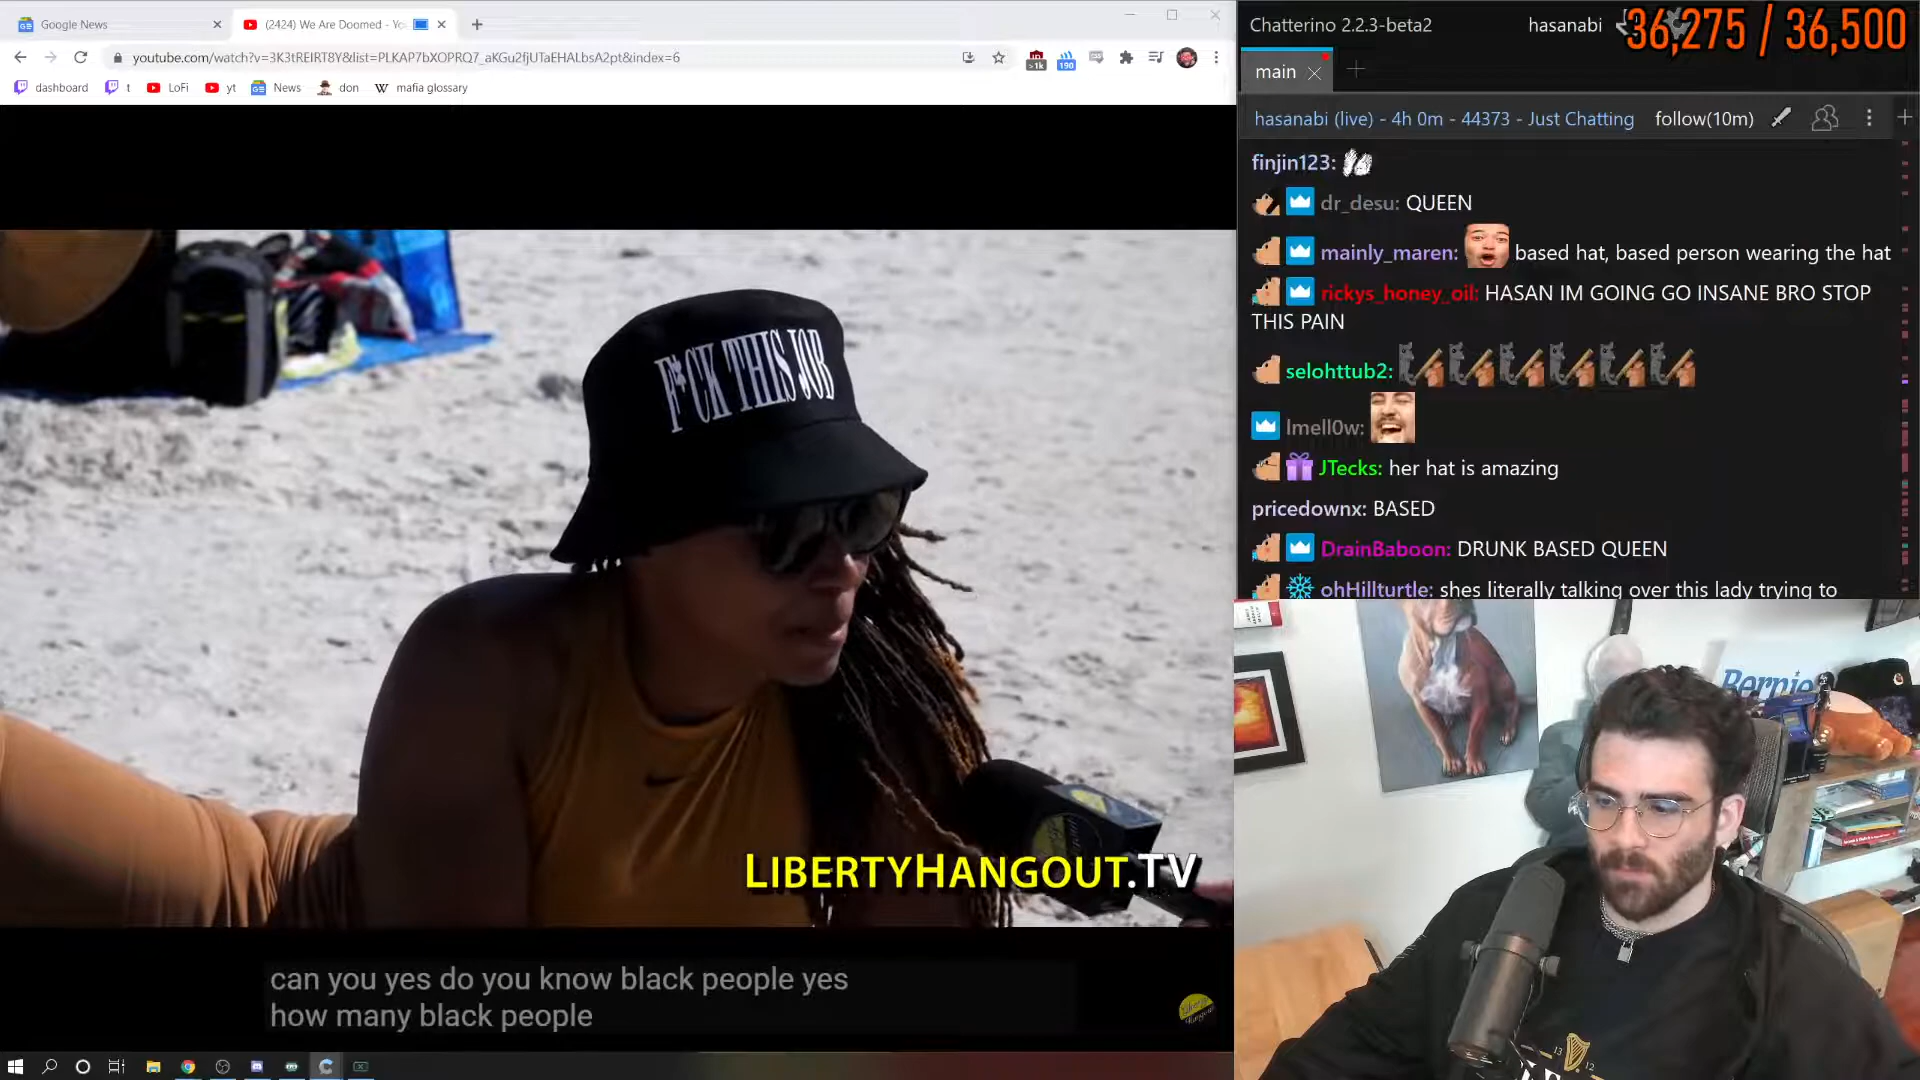 Google News
(2424) We Are Doomed - Yo
youtube.com/watch?v=3K3tREIRT8Y&list=PLKAP7bXOPRQ7_aKGu2fjUTaEHALbsA2pt&index=6
>1k
190
dashboard
t
LoFi
yt
News
don
mafia glossary
F*CK THIS JOB
LIBERTYHANGOUT.TV
can you yes do you know black people yes
how many black people
Chatterino 2.2.3-beta2
hasanabi
36,275 / 36,500
main
hasanabi (live) - 4h 0m - 44373 - Just Chatting
follow(10m)
finjin123:
dr_desu: QUEEN
mainly_maren: based hat, based person wearing the hat
rickys_honey_oil: HASAN IM GOING GO INSANE BRO STOP
THIS PAIN
selohttub2:
lmell0w:
JTecks: her hat is amazing
pricedownx: BASED
DrainBaboon: DRUNK BASED QUEEN
ohHillturtle: shes literally talking over this lady trying to
Bernie